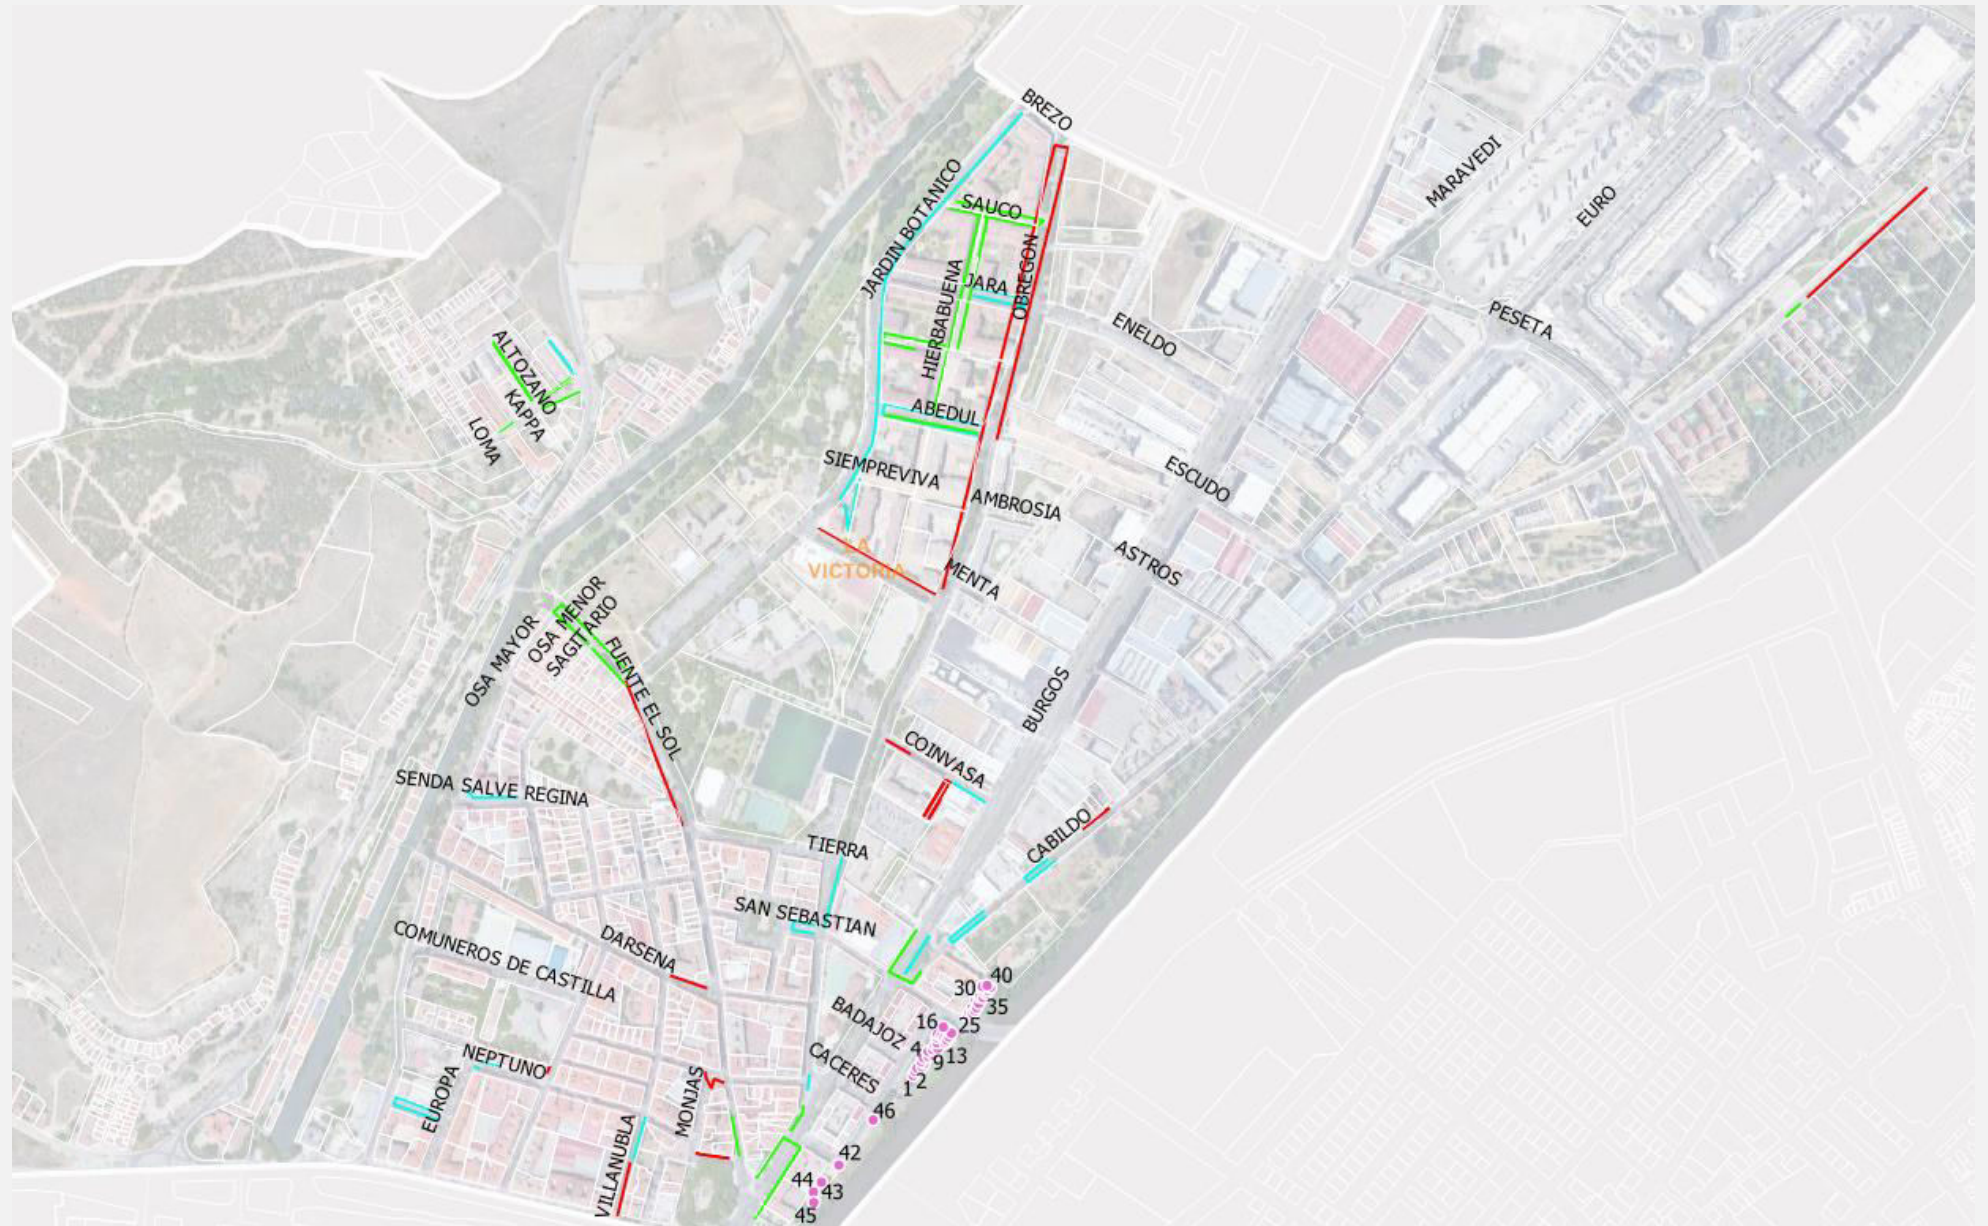 BREZO
MARAVEDI
JARDIN BOTANICO
SAUCO
EURO
OBREGON
HIERBABUENA
JARA
ENELDO
PESETA
ALTOZANO
KAPPA
LOMA
ABEDUL
SIEMPREVIVA
ESCUDO
AMBROSIA
ASTROS
LA
VICTORIA
MENTA
OSA MAYOR
OSA MENOR
SAGITARIO
FUENTE EL SOL
BURGOS
COINVASA
SENDA SALVE REGINA
CABILDO
TIERRA
SAN SEBASTIAN
DARSENA
COMUNEROS DE CASTILLA
40
30
35
BADAJOZ
16
25
4
13
9
CACERES
2
1
NEPTUNO
EUROPA
MONJAS
VILLANUBLA
46
42
44
43
45